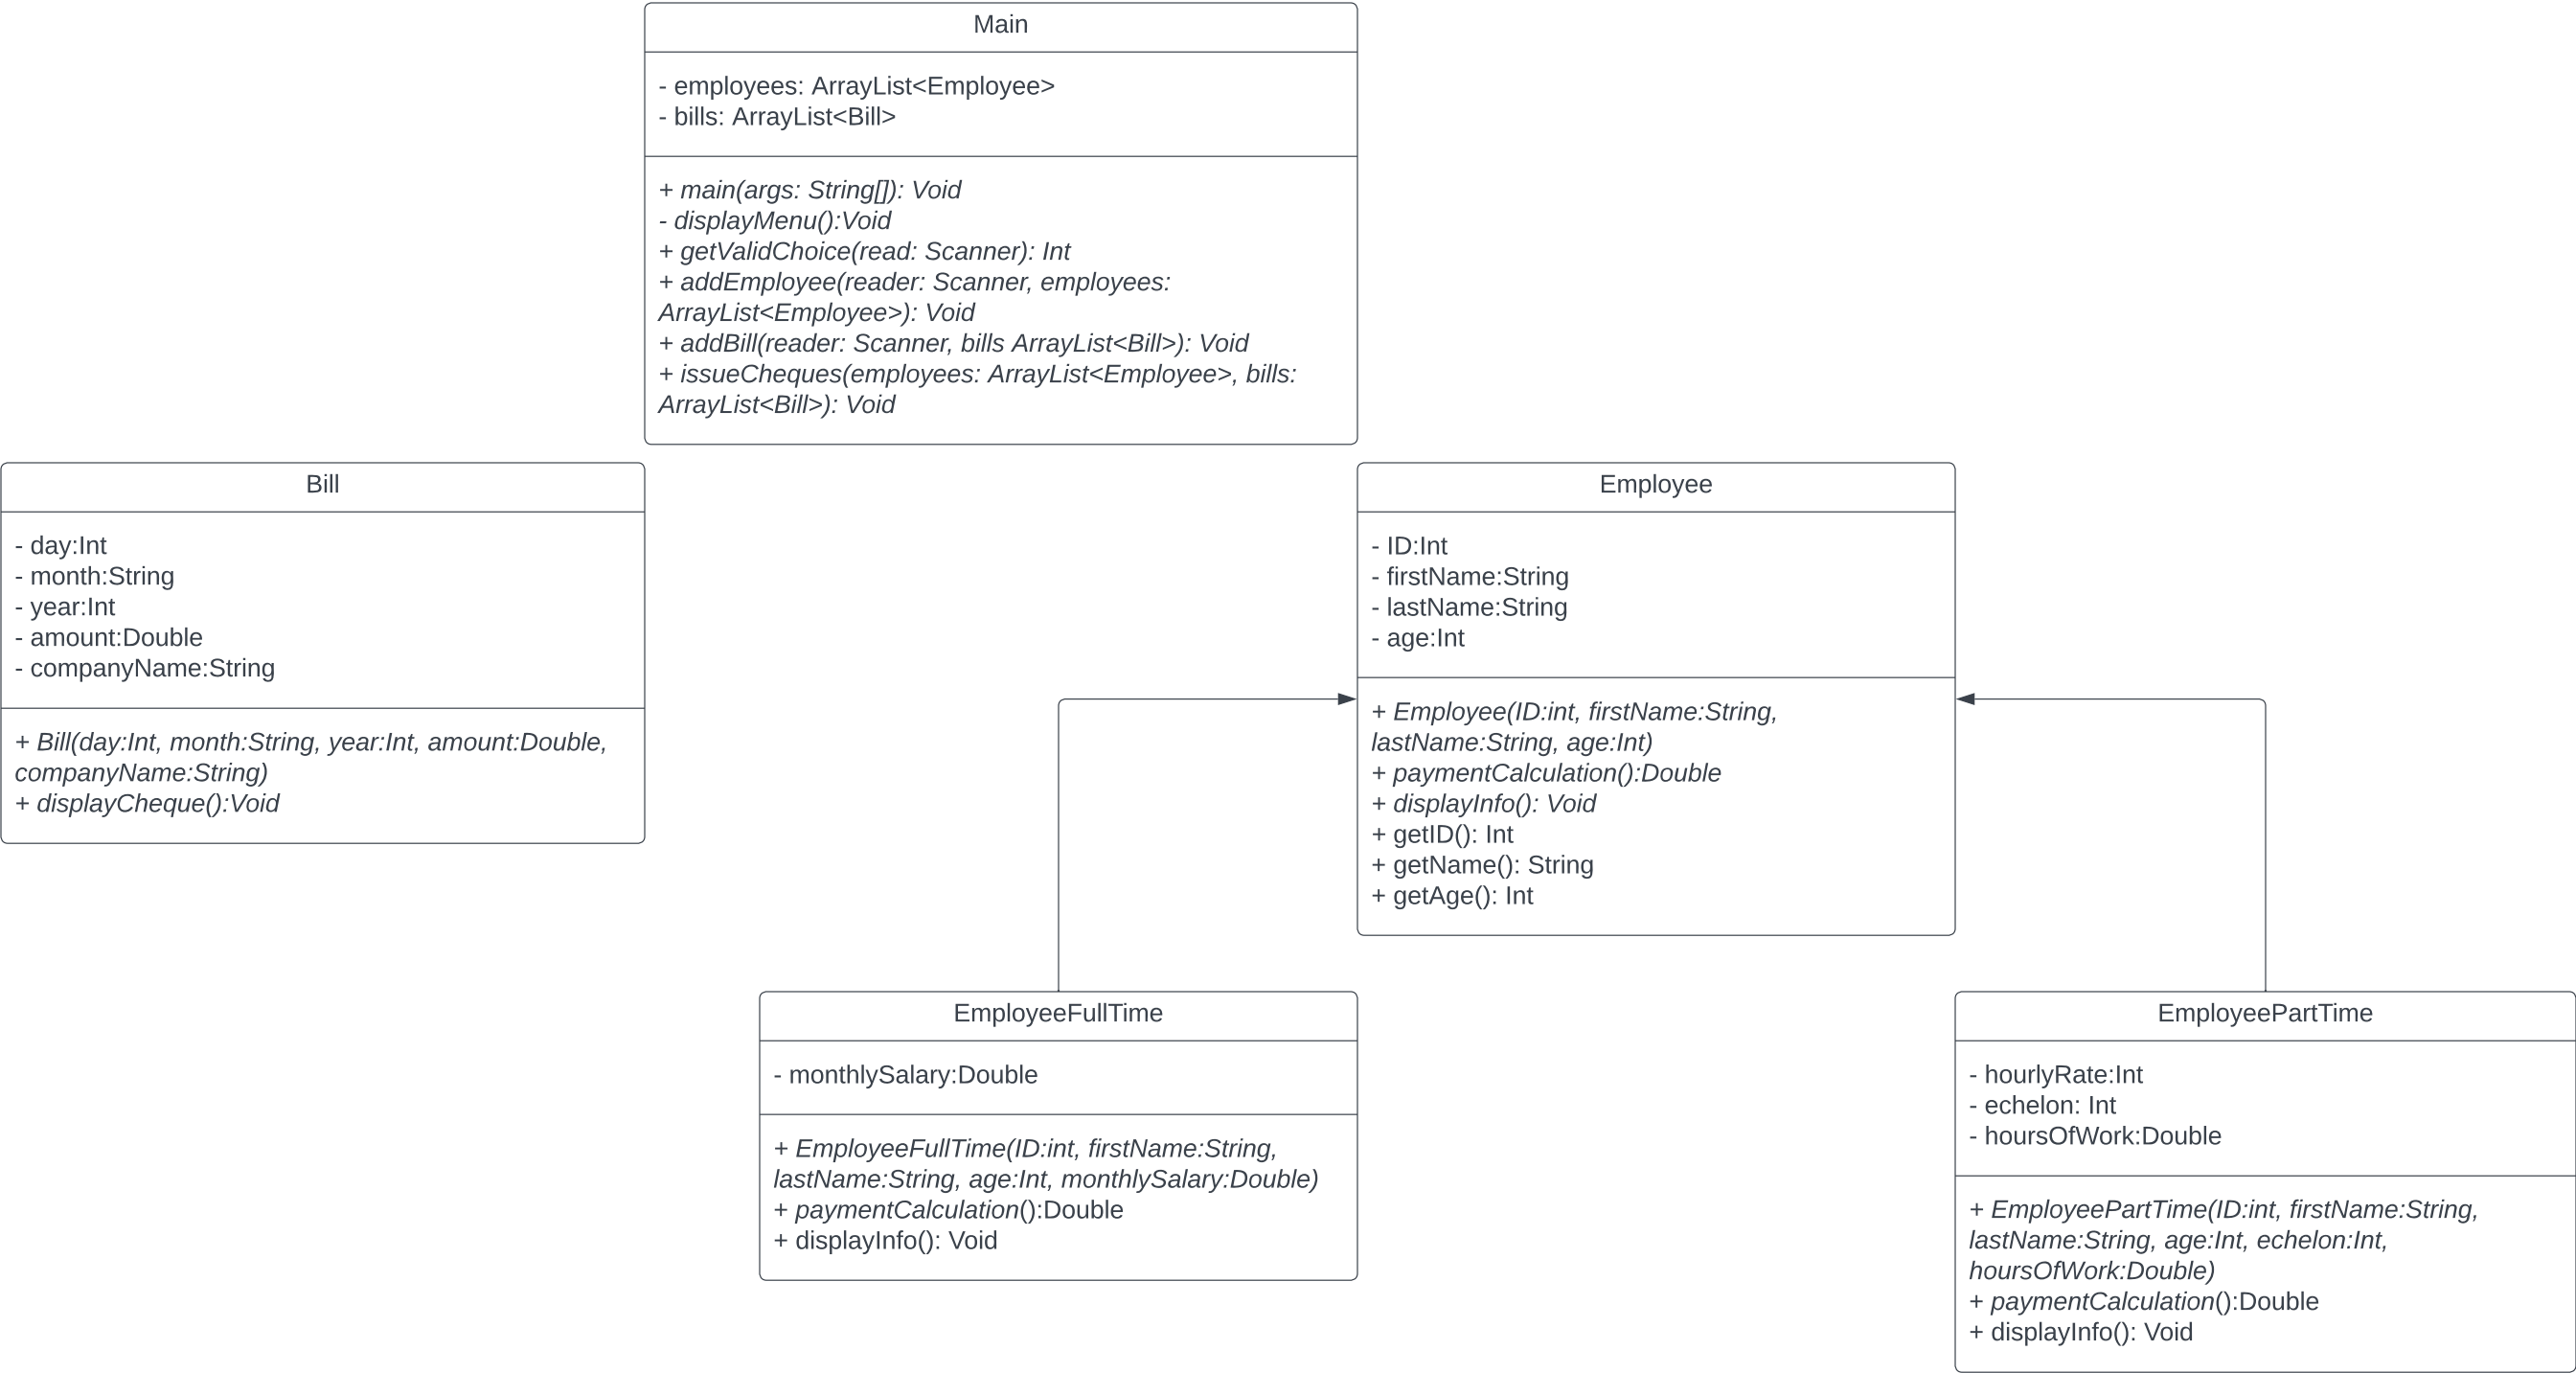 Main
- employees: ArrayList<Employee>
- bills: ArrayList<Bill>
+ main(args: String[]): Void
- displayMenu():Void
+ getValidChoice(read: Scanner): Int
+ addEmployee(reader: Scanner, employees:
ArrayList<Employee>): Void
+ addBill(reader: Scanner, bills ArrayList<Bill>): Void
+ issueCheques(employees: ArrayList<Employee>, bills:
ArrayList<Bill>): Void
Bill
- day:Int
- month:String
- year:Int
- amount:Double
- companyName:String
+ Bill(day:Int, month:String, year:Int, amount:Double,
companyName:String)
+ displayCheque():Void
Employee
- ID:Int
- firstName:String
- lastName:String
- age:Int
+ Employee(ID:int, firstName:String,
lastName:String, age:Int)
+ paymentCalculation():Double
+ displayInfo(): Void
+ getID(): Int
+ getName(): String
+ getAge(): Int
EmployeeFullTime
- monthlySalary:Double
+ EmployeeFullTime(ID:int, firstName:String,
lastName:String, age:Int, monthlySalary:Double)
+ paymentCalculation():Double
+ displayInfo(): Void
EmployeePartTime
- hourlyRate:Int
- echelon: Int
- hoursOfWork:Double
+ EmployeePartTime(ID:int, firstName:String,
lastName:String, age:Int, echelon:Int,
hoursOfWork:Double)
+ paymentCalculation():Double
+ displayInfo(): Void